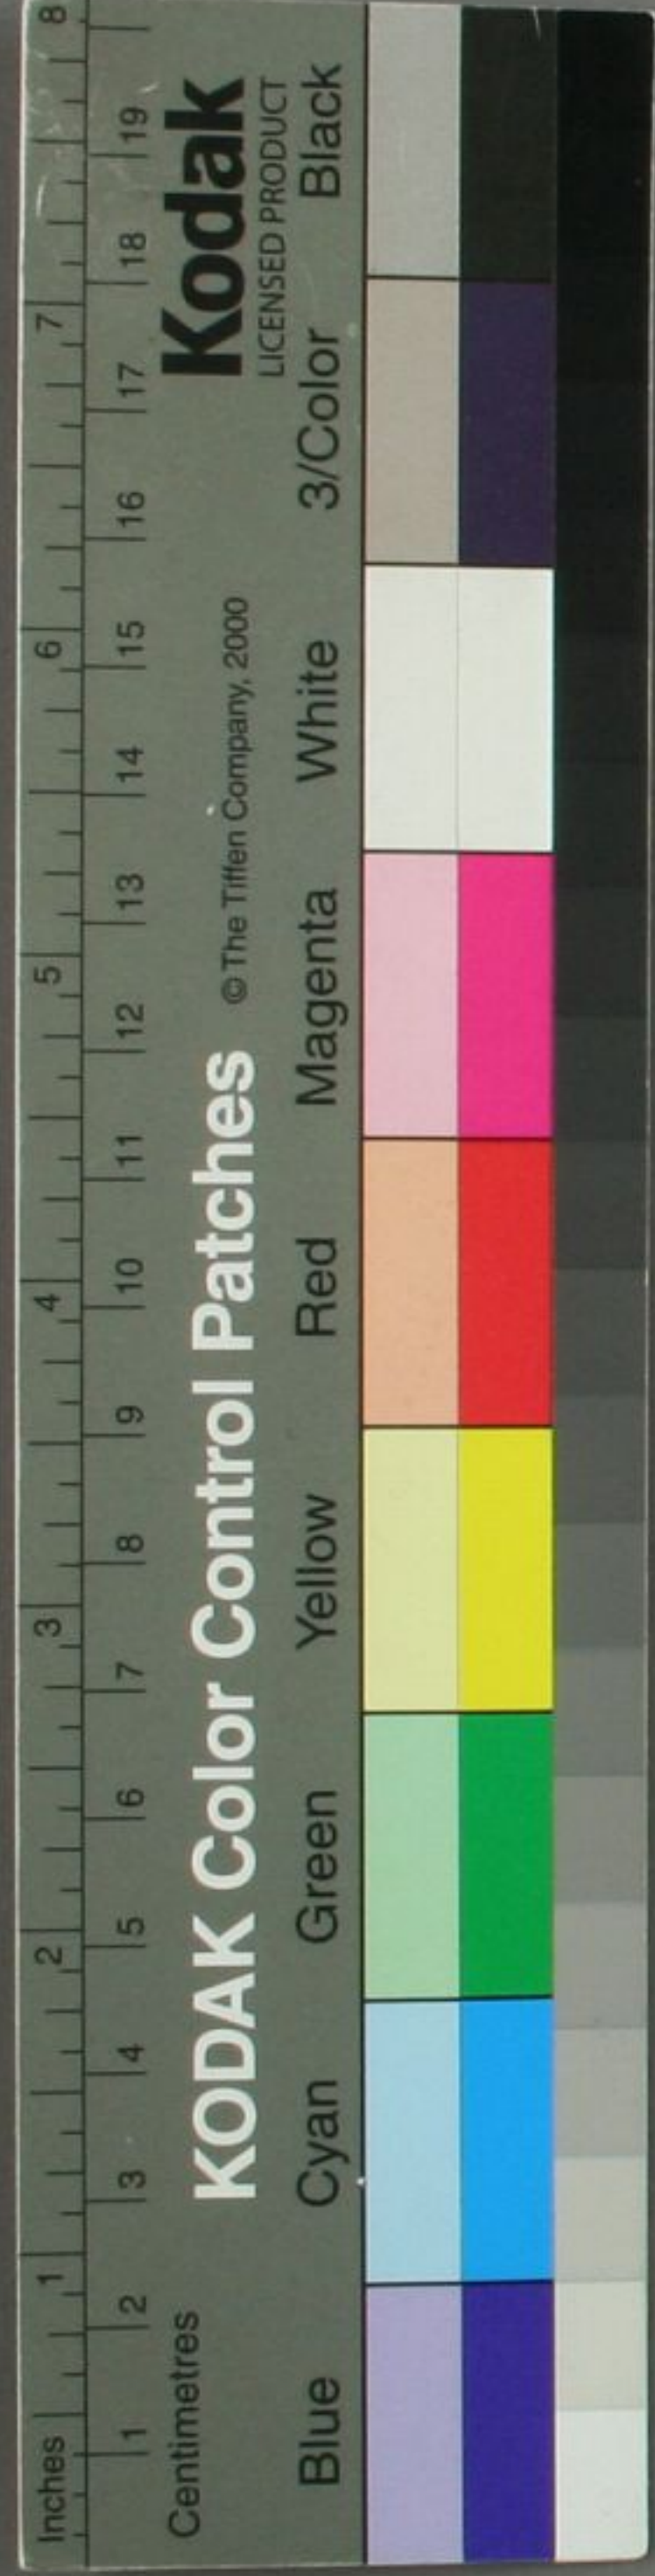 Inches 1 2 3 4 5 6 7 8
1 2 3 4 5 6 7 8 9 10 11 12 13 14 15 16 17 18 19
Centimetres
KODAK Color Control Patches
© The Tiffen Company, 2000
Kodak
LICENSED PRODUCT
Blue Cyan Green Yellow Red Magenta White 3/Color Black